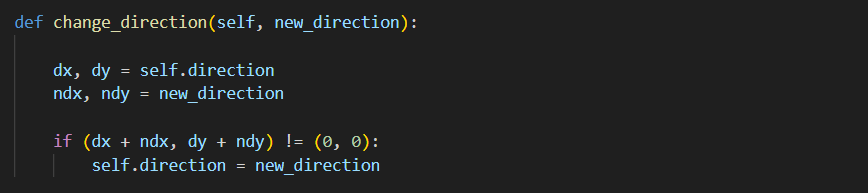 def change_direction(self, new_direction):
dx, dy = self.direction
ndx, ndy = new_direction
if (dx + ndx, dy + ndy) != (0, 0):
self.direction = new_direction